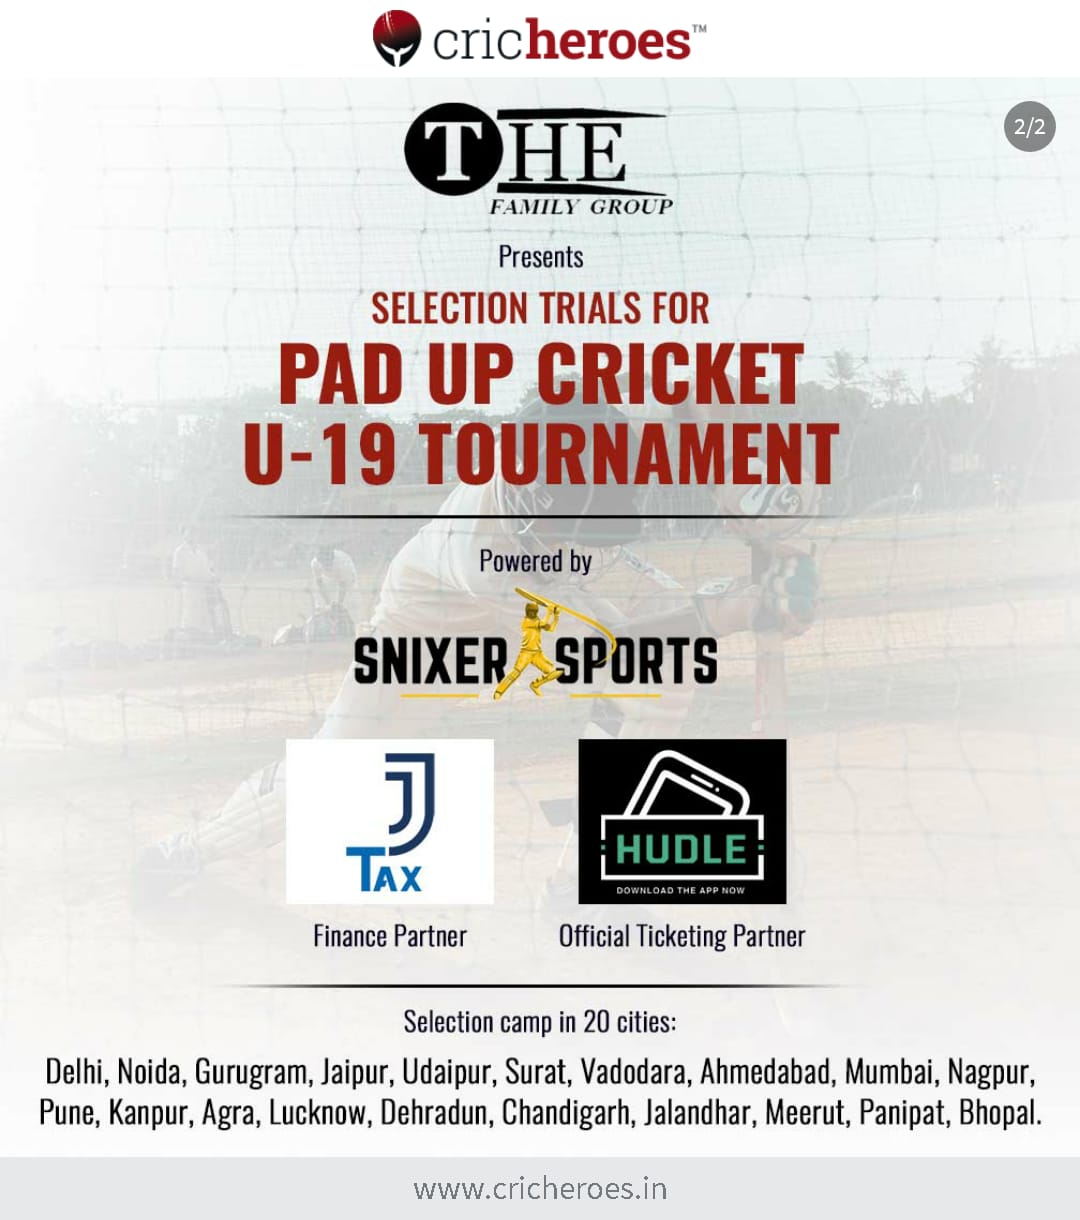 cricheroes™
2/2
THE
FAMILY GROUP
Presents
SELECTION TRIALS FOR
PAD UP CRICKET
U-19 TOURNAMENT
Powered by
SNIXER SPORTS
J
TAX
HUDLE
DOWNLOAD THE APP NOW
Finance Partner
Official Ticketing Partner
Selection camp in 20 cities:
Delhi, Noida, Gurugram, Jaipur, Udaipur, Surat, Vadodara, Ahmedabad, Mumbai, Nagpur,
Pune, Kanpur, Agra, Lucknow, Dehradun, Chandigarh, Jalandhar, Meerut, Panipat, Bhopal.
www.cricheroes.in